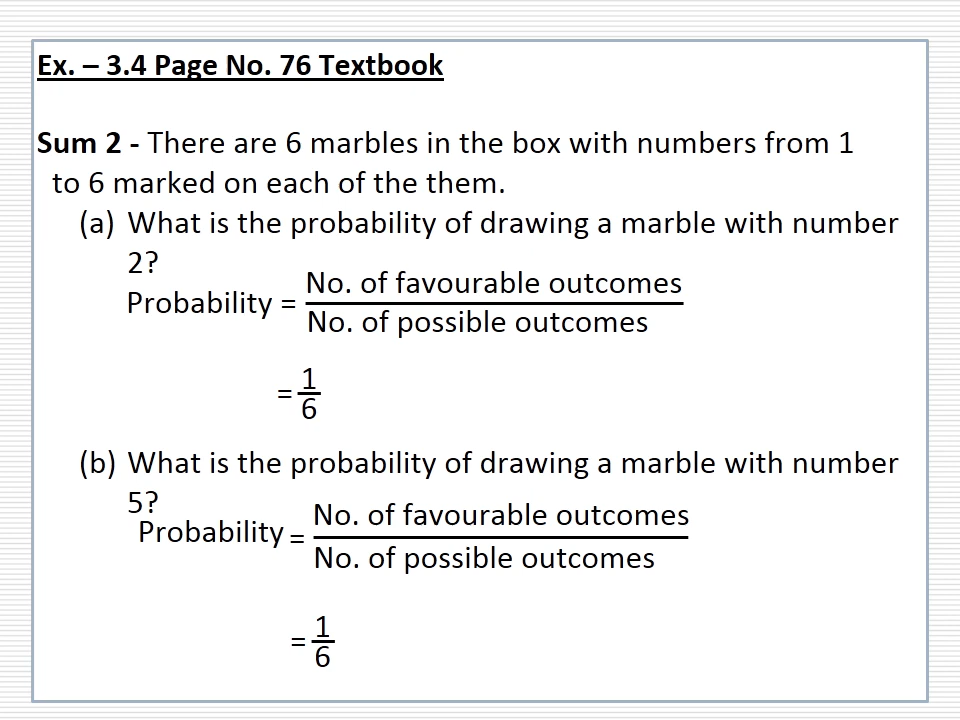 Ex. – 3.4 Page No. 76 Textbook
Sum 2 - There are 6 marbles in the box with numbers from 1
to 6 marked on each of the them.
(a) What is the probability of drawing a marble with number
2?
No. of favourable outcomes
Probability =
No. of possible outcomes
= 1
6
(b) What is the probability of drawing a marble with number
5?
No. of favourable outcomes
Probability =
No. of possible outcomes
= 1
6